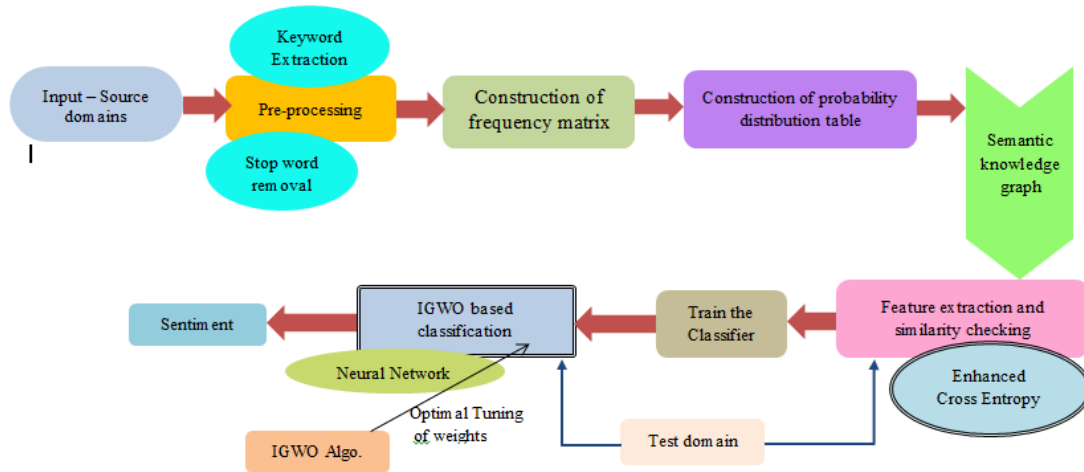 Keyword
Extraction
Input – Source
domains
Pre-processing
Construction of
frequency matrix
Construction of probability
distribution table
Stop word
removal
Semantic
knowledge
graph
Sentiment
IGWO based
classification
Train the
Classifier
Feature extraction and
similarity checking
Neural Network
Enhanced
Cross Entropy
Optimal Tuning
of weights
IGWO Algo.
Test domain